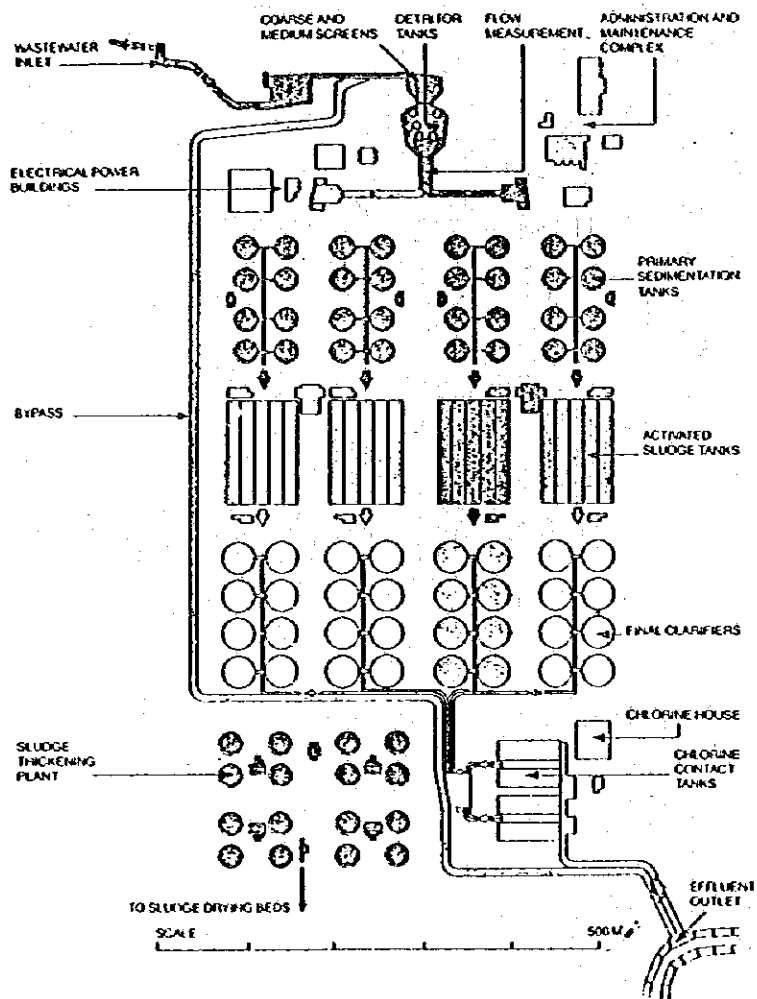 COARSE AND
MEDIUM SCREENS
DETRITOR
TANKS
FLOW
MEASUREMENT
ADMINISTRATION AND
MAINTENANCE
COMPLEX
WASTEWATER
INLET
ELECTRICAL POWER
BUILDINGS
PRIMARY
SEDIMENTATION
TANKS
BYPASS
ACTIVATED
SLUDGE TANKS
FINAL CLARIFIERS
CHLORINE HOUSE
SLUDGE
THICKENING
PLANT
CHLORINE
CONTACT
TANKS
EFFLUENT
OUTLET
TO SLUDGE DRYING BEDS
SCALE
500 M